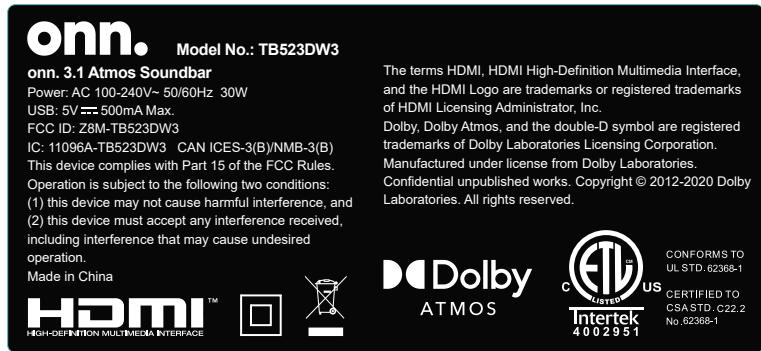 onn.
Model No.: TB523DW3
onn. 3.1 Atmos Soundbar
Power: AC 100-240V~ 50/60Hz 30W
USB: 5V⎓500mA Max.
FCC ID: Z8M-TB523DW3
IC: 11096A-TB523DW3 CAN ICES-3(B)/NMB-3(B)
This device complies with Part 15 of the FCC Rules.
Operation is subject to the following two conditions:
(1) this device may not cause harmful interference, and
(2) this device must accept any interference received,
including interference that may cause undesired
operation.
Made in China
HDMI™
HIGH-DEFINITION MULTIMEDIA INTERFACE
The terms HDMI, HDMI High-Definition Multimedia Interface,
and the HDMI Logo are trademarks or registered trademarks
of HDMI Licensing Administrator, Inc.
Dolby, Dolby Atmos, and the double-D symbol are registered
trademarks of Dolby Laboratories Licensing Corporation.
Manufactured under license from Dolby Laboratories.
Confidential unpublished works. Copyright © 2012-2020 Dolby
Laboratories. All rights reserved.
Dolby
ATMOS
ETL CM
C US
LISTED
Intertek
4002951
CONFORMS TO
UL STD. 62368-1
CERTIFIED TO
CSA STD. C22.2
No.62368-1